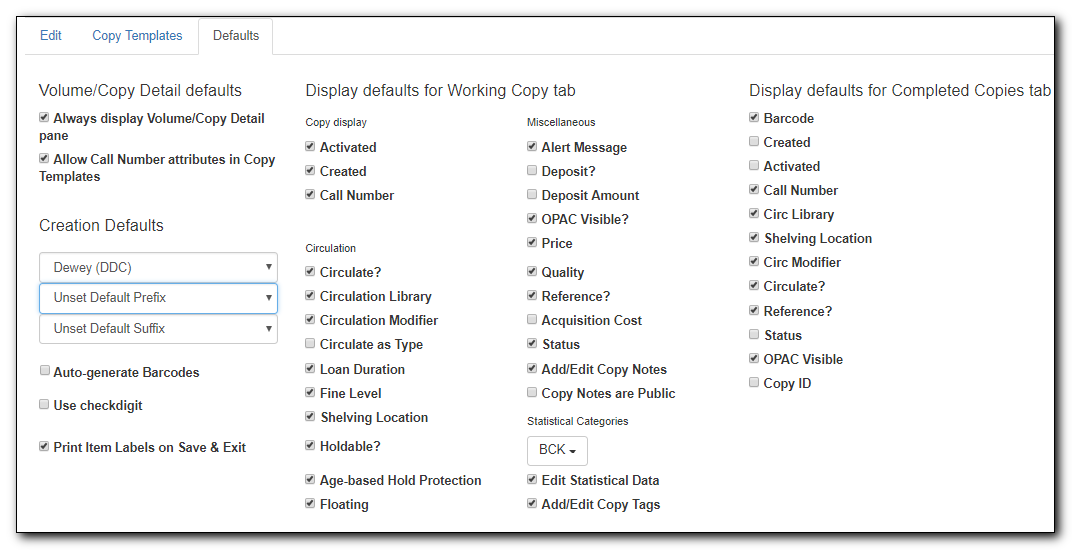 Edit
Copy Templates
Defaults
Volume/Copy Detail defaults
Always display Volume/Copy Detail
pane
Allow Call Number attributes in Copy
Templates
Creation Defaults
Dewey (DDC)
Unset Default Prefix
Unset Default Suffix
Auto-generate Barcodes
Use checkdigit
Print Item Labels on Save & Exit
Display defaults for Working Copy tab
Copy display
Activated
Created
Call Number
Circulation
Circulate?
Circulation Library
Circulation Modifier
Circulate as Type
Loan Duration
Fine Level
Shelving Location
Holdable?
Age-based Hold Protection
Floating
Miscellaneous
Alert Message
Deposit?
Deposit Amount
OPAC Visible?
Price
Quality
Reference?
Acquisition Cost
Status
Add/Edit Copy Notes
Copy Notes are Public
Statistical Categories
BCK
Edit Statistical Data
Add/Edit Copy Tags
Display defaults for Completed Copies tab
Barcode
Created
Activated
Call Number
Circ Library
Shelving Location
Circ Modifier
Circulate?
Reference?
Status
OPAC Visible
Copy ID